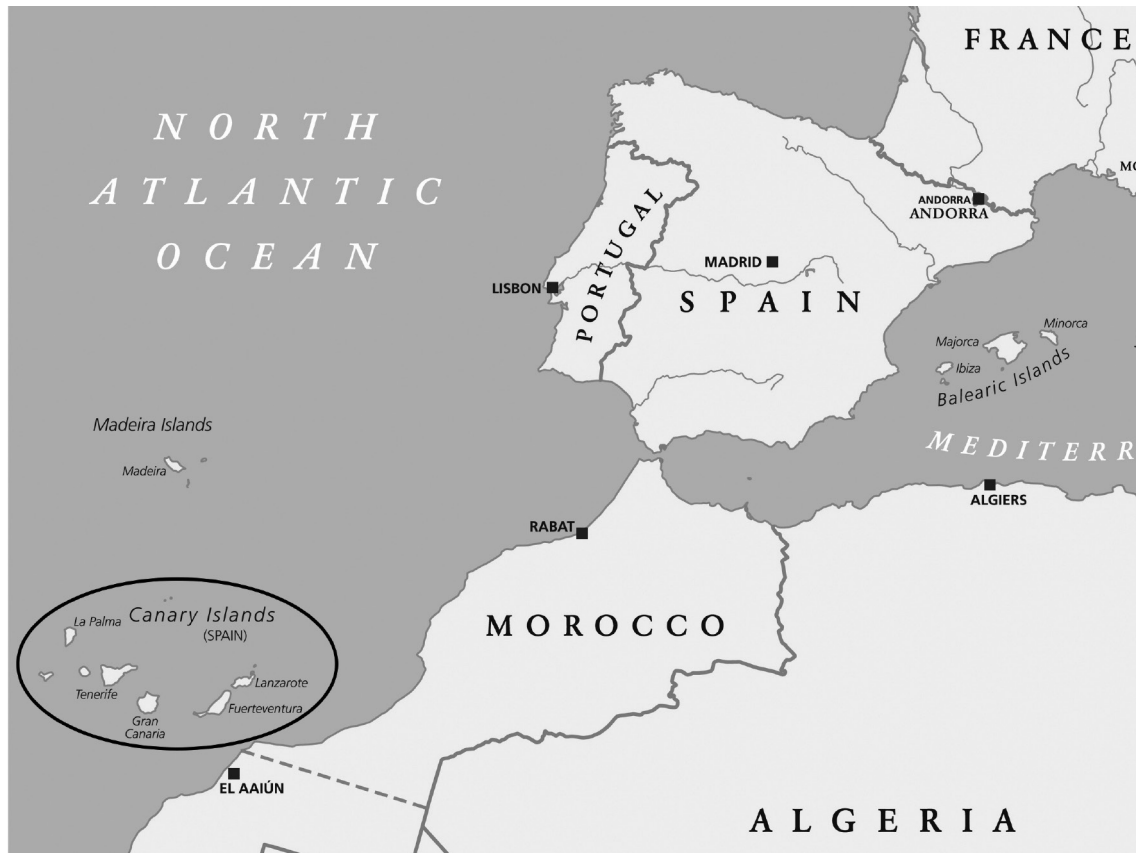 FRANCE
NORTH
ATLANTIC
OCEAN
ANDORRA
ANDORRA
PORTUGAL
MADRID
LISBON
SPAIN
Majorca
Minorca
Ibiza
Balearic Islands
Madeira Islands
Madeira
MEDITERR
ALGIERS
RABAT
La Palma
Canary Islands
(SPAIN)
MOROCCO
Tenerife
Lanzarote
Fuerteventura
Gran
Canaria
EL AAIÚN
ALGERIA